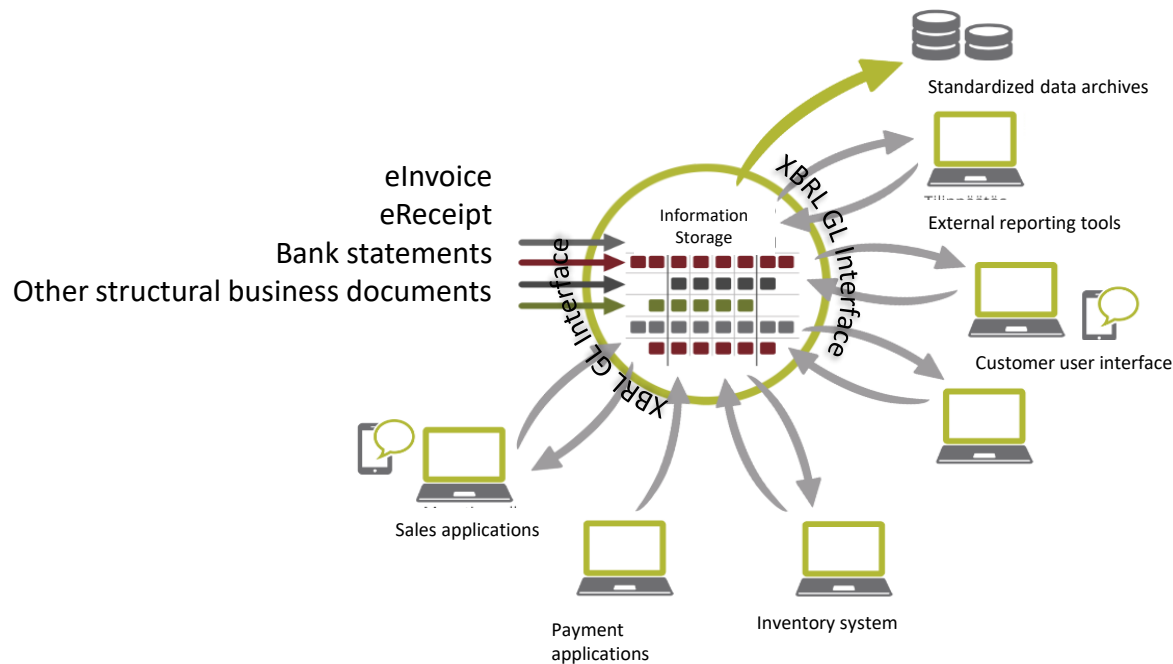 Standardized data archives
eInvoice
eReceipt
Bank statements
Other structural business documents
Information
Storage
XBRL GL Interface
XBRL GL Interface
External reporting tools
Customer user interface
Sales applications
Payment
applications
Inventory system